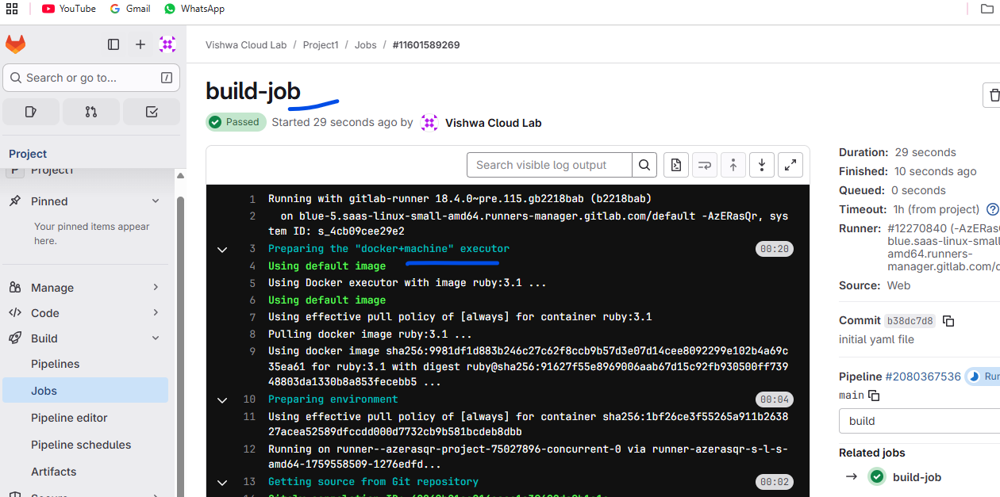 YouTube
Gmail
WhatsApp
Search or go to...
/
Project
Project1
Pinned
Your pinned items appear
here.
Manage
Code
Build
Pipelines
Jobs
Pipeline editor
Pipeline schedules
Artifacts
Secure
Vishwa Cloud Lab / Project1 / Jobs / #11601589269
build-job
Passed Started 29 seconds ago by Vishwa Cloud Lab
Search visible log output
1 Running with gitlab-runner 18.4.0~pre.115.gb2218bab (b2218bab)
2 on blue-5.saas-linux-small-amd64.runners-manager.gitlab.com/default -AzERasQr, sys
tem ID: s_4cb09cee29e2
3 Preparing the "docker+machine" executor 00:20
4 Using default image
5 Using Docker executor with image ruby:3.1 ...
6 Using default image
7 Using effective pull policy of [always] for container ruby:3.1
8 Pulling docker image ruby:3.1 ...
9 Using docker image sha256:9981df1d883b246c27c62f8ccb9b57d3e07d14cee8092299e102b4a69c
35ea61 for ruby:3.1 with digest ruby@sha256:91627f55e8969006aab67d15c92fb930500ff739
48803da1330b8a853fecebb5 ...
10 Preparing environment 00:04
11 Using effective pull policy of [always] for container sha256:1bf26ce3f55265a911b2638
27acea52589dfccdd000d7732cb9b581bcdeb8dbb
12 Running on runner--azerasqr-project-75027896-concurrent-0 via runner-azerasqr-s-l-s-
amd64-1759558509-1276edfd...
13 Getting source from Git repository 00:02
Duration: 29 seconds
Finished: 10 seconds ago
Queued: 0 seconds
Timeout: 1h (from project)
Runner: #12270840 (-AzERas
blue.saas-linux-small
amd64.runners-
manager.gitlab.com/
Source: Web
Commit b38dc7d8
initial yaml file
Pipeline #2080367536 Run
main
build
Related jobs
→ build-job